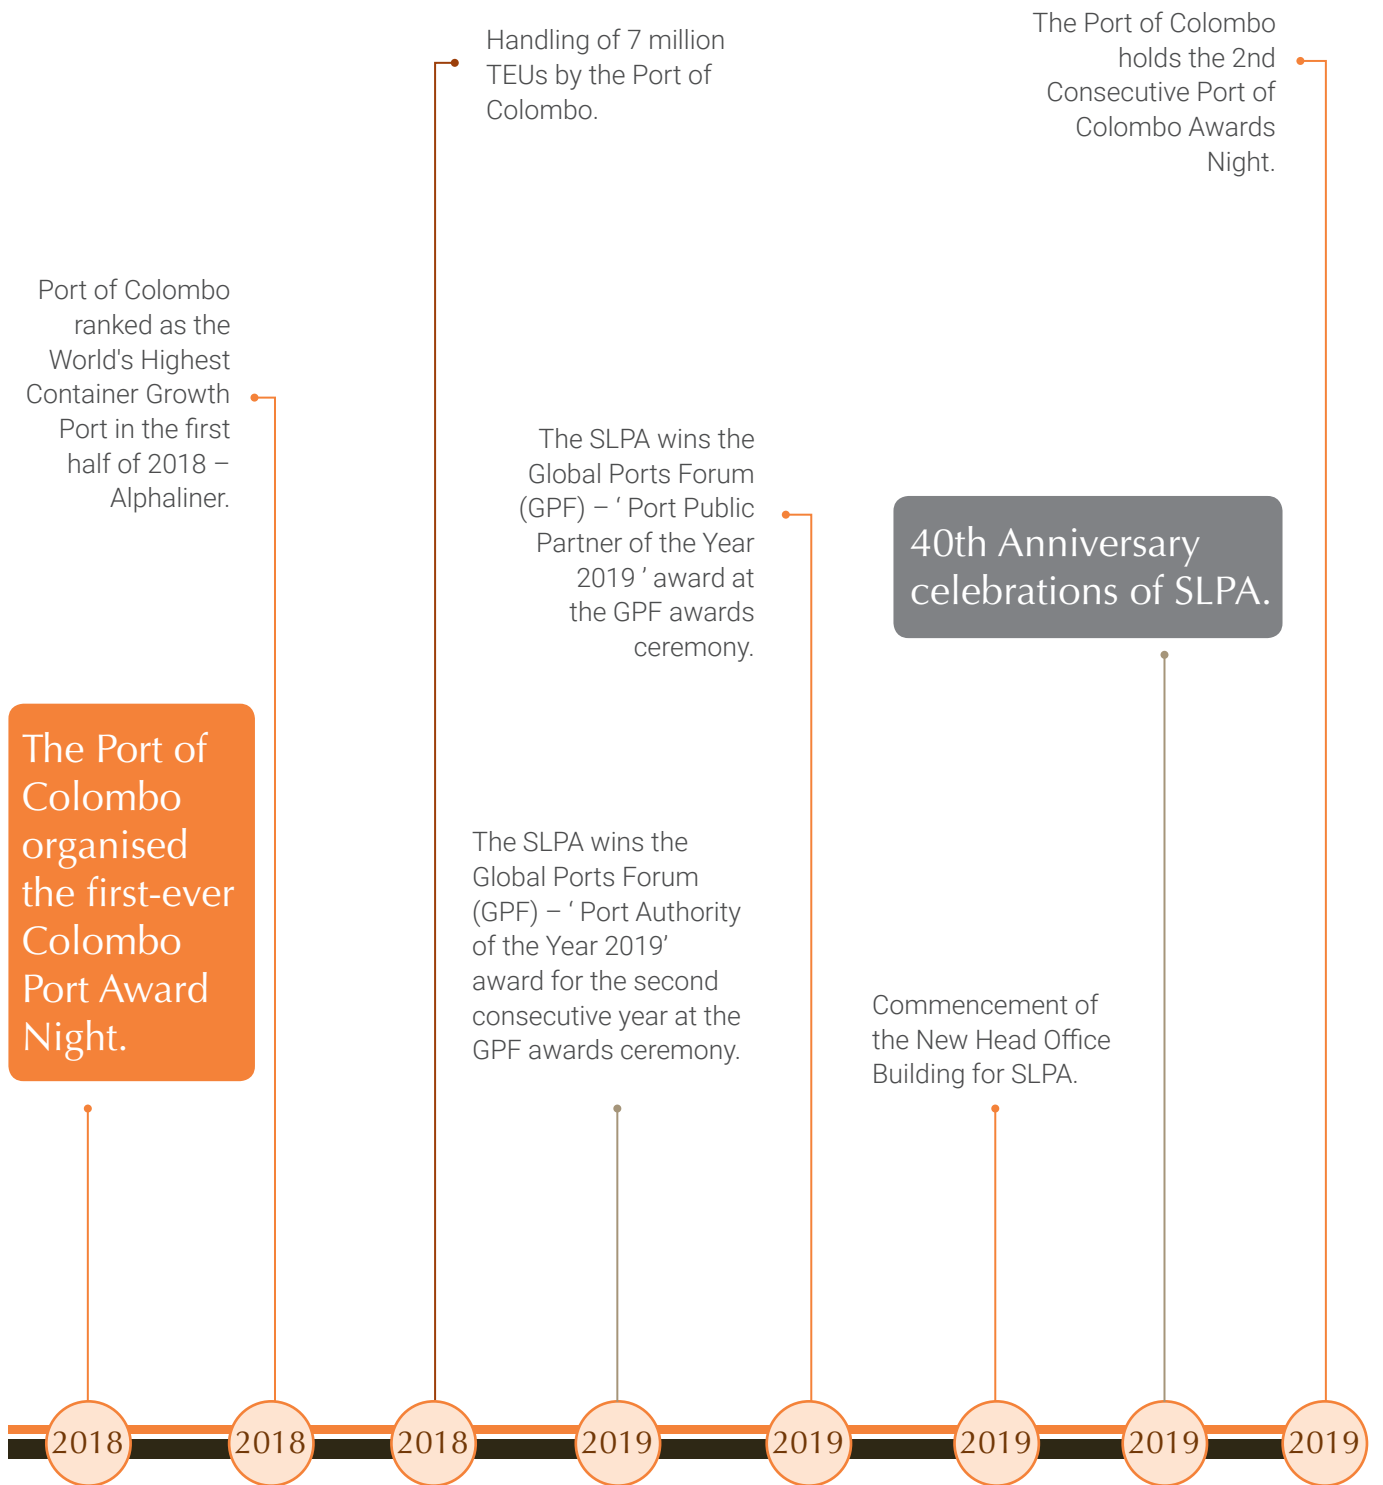 Handling of 7 million
TEUs by the Port of
Colombo.
The Port of Colombo
holds the 2nd
Consecutive Port of
Colombo Awards
Night.
Port of Colombo
ranked as the
World's Highest
Container Growth
Port in the first
half of 2018 –
Alphaliner.
The SLPA wins the
Global Ports Forum
(GPF) – ‘ Port Public
Partner of the Year
2019 ’ award at
the GPF awards
ceremony.
40th Anniversary
celebrations of SLPA.
The Port of
Colombo
organised
the first-ever
Colombo
Port Award
Night.
The SLPA wins the
Global Ports Forum
(GPF) – ‘ Port Authority
of the Year 2019’
award for the second
consecutive year at the
GPF awards ceremony.
Commencement of
the New Head Office
Building for SLPA.
2018
2018
2018
2019
2019
2019
2019
2019